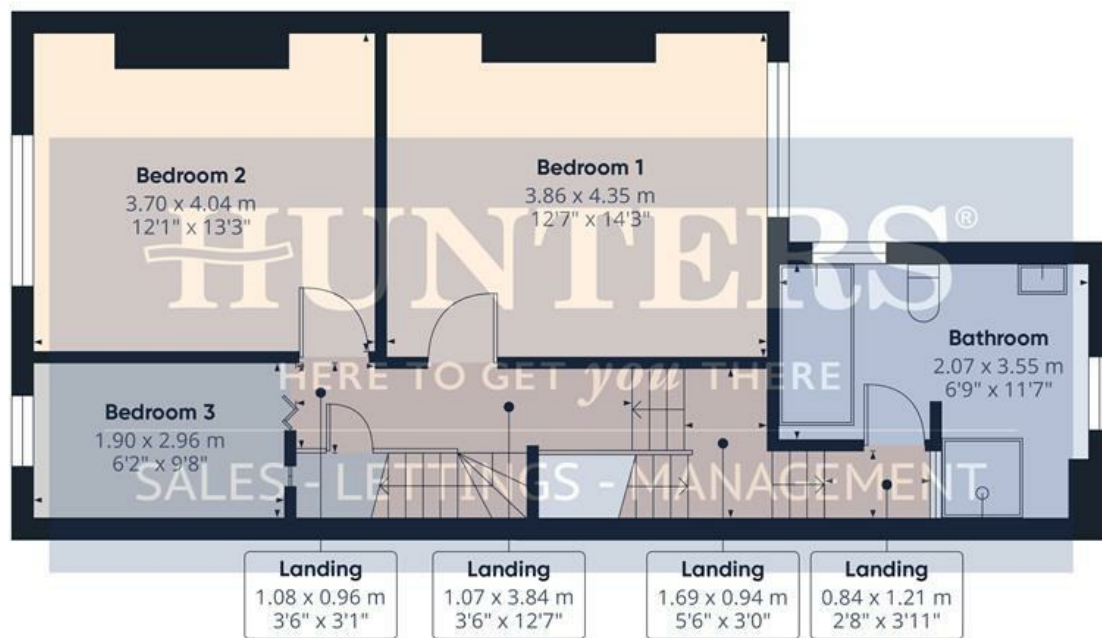 Bedroom 2
3.70 x 4.04 m
12'1" x 13'3"
Bedroom 1
3.86 x 4.35 m
12'7" x 14'3"
HUNTERS®
HERE TO GET you THERE
SALES - LETTINGS - MANAGEMENT
Bathroom
2.07 x 3.55 m
6'9" x 11'7"
Bedroom 3
1.90 x 2.96 m
6'2" x 9'8"
Landing
1.08 x 0.96 m
3'6" x 3'1"
Landing
1.07 x 3.84 m
3'6" x 12'7"
Landing
1.69 x 0.94 m
5'6" x 3'0"
Landing
0.84 x 1.21 m
2'8" x 3'11"